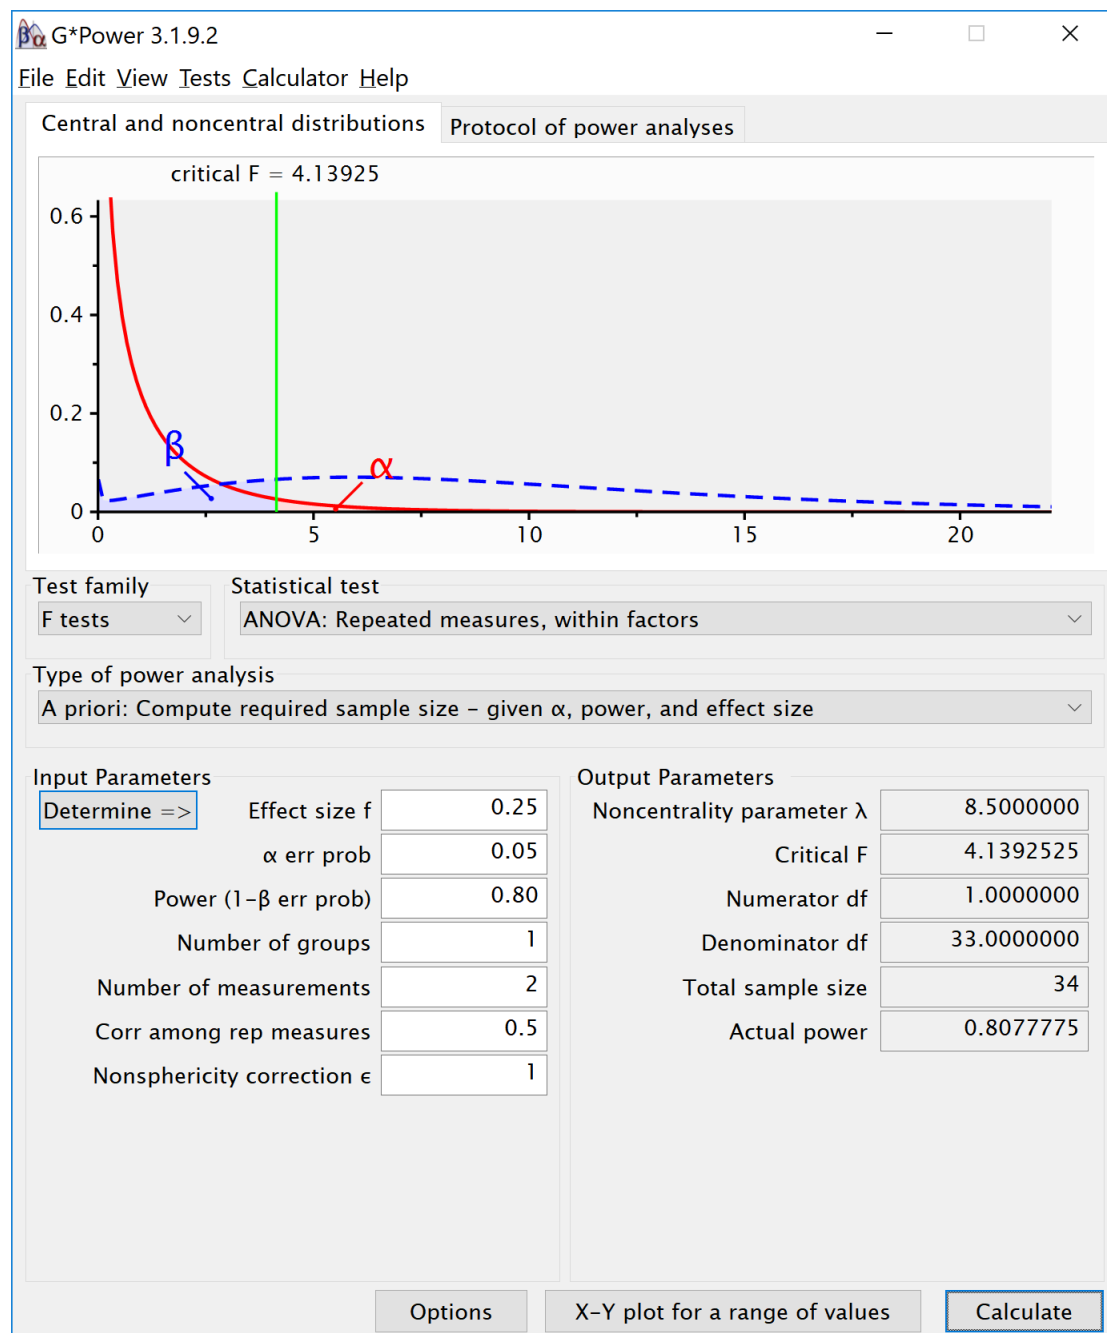 G*Power 3.1.9.2
File Edit View Tests Calculator Help
Central and noncentral distributions Protocol of power analyses
critical F = 4.13925
0.6
0.4
0.2
0
β
α
0 5 10 15 20
Test family
F tests
Statistical test
ANOVA: Repeated measures, within factors
Type of power analysis
A priori: Compute required sample size – given α, power, and effect size
Input Parameters
Determine =>
Effect size f 0.25
α err prob 0.05
Power (1–β err prob) 0.80
Number of groups 1
Number of measurements 2
Corr among rep measures 0.5
Nonsphericity correction ϵ 1
Output Parameters
Noncentrality parameter λ 8.5000000
Critical F 4.1392525
Numerator df 1.0000000
Denominator df 33.0000000
Total sample size 34
Actual power 0.8077775
Options X–Y plot for a range of values Calculate